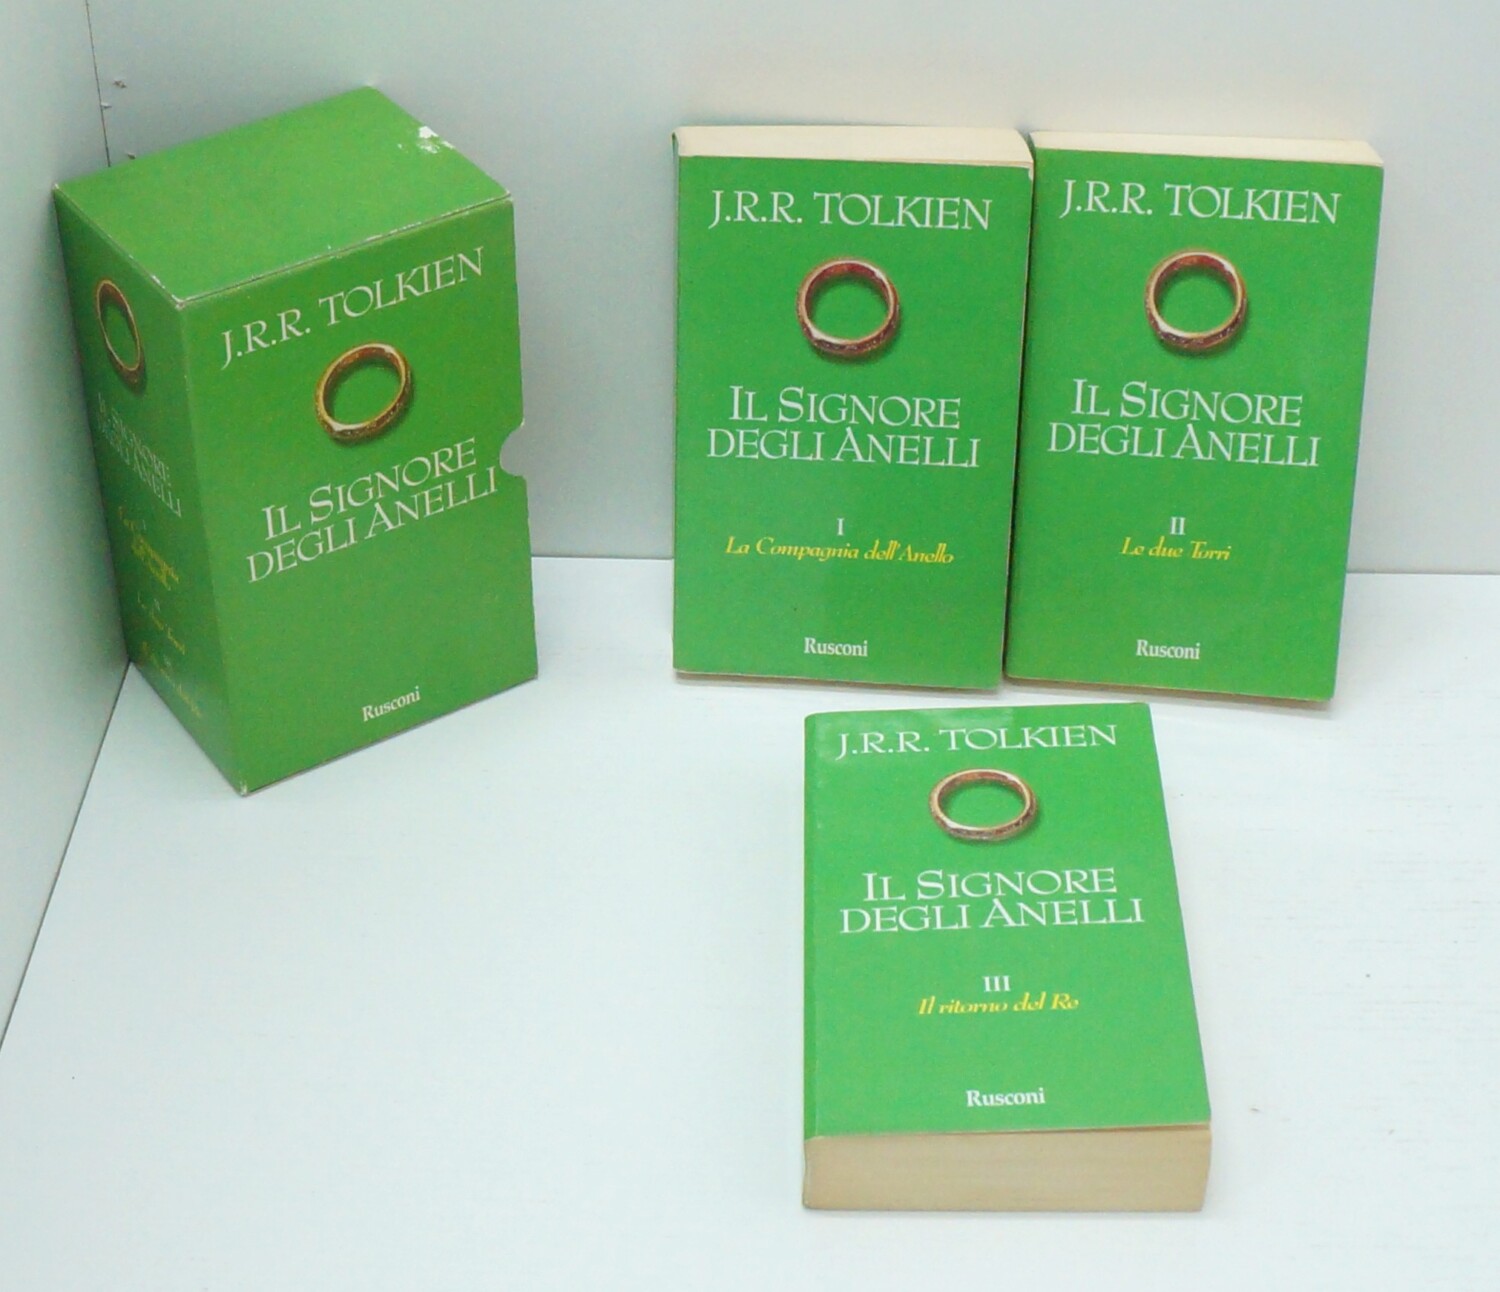 J.R.R. TOLKIEN
IL SIGNORE
DEGLI ANELLI
Rusconi
IL SIGNORE
DEGLI ANELLI
J.R.R. TOLKIEN
IL SIGNORE
DEGLI ANELLI
I
La Compagnia dell'Anello
Rusconi
J.R.R. TOLKIEN
IL SIGNORE
DEGLI ANELLI
II
Le due Torri
Rusconi
J.R.R. TOLKIEN
IL SIGNORE
DEGLI ANELLI
III
Il ritorno del Re
Rusconi